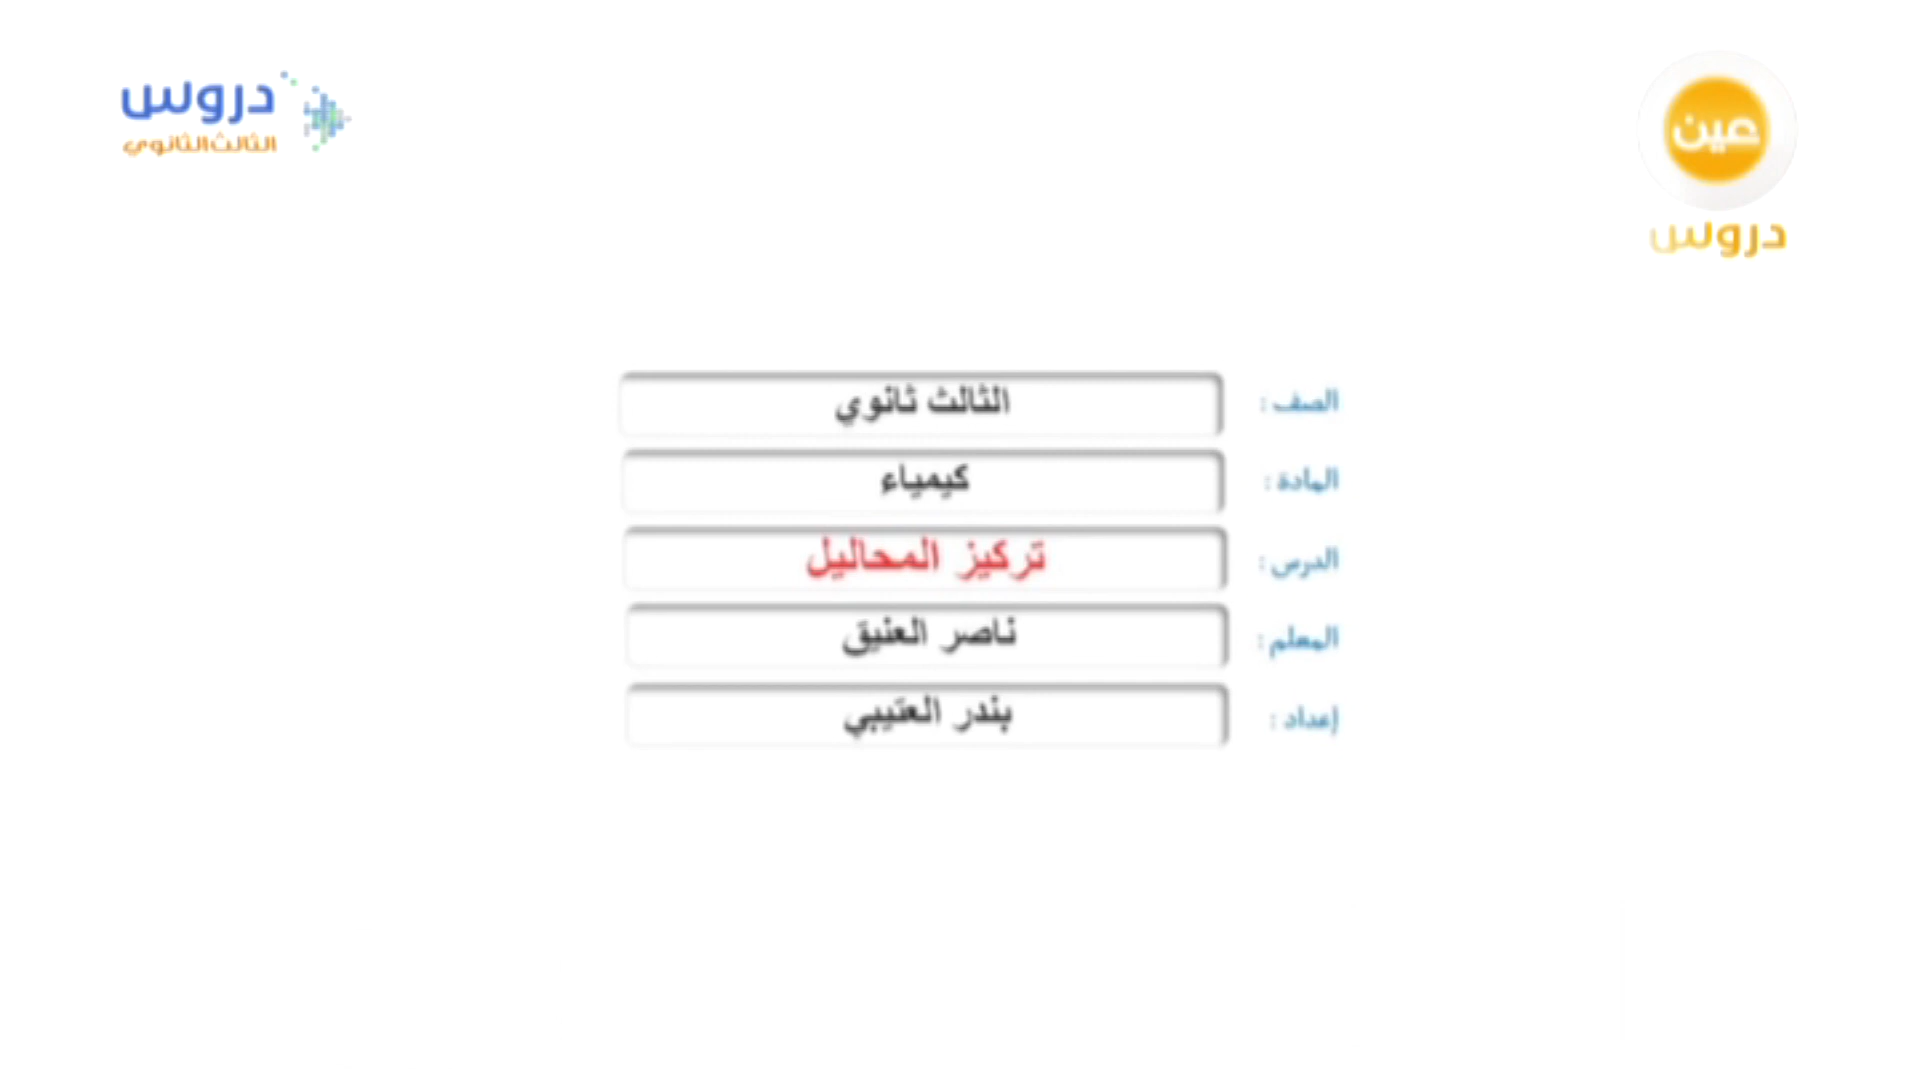 دروس
الثالث الثانوي
عين
دروس
الصف : الثالث ثانوي
المادة : كيمياء
الدرس : تركيز المحاليل
المعلم : ناصر العنيق
إعداد : بندر العتيبي